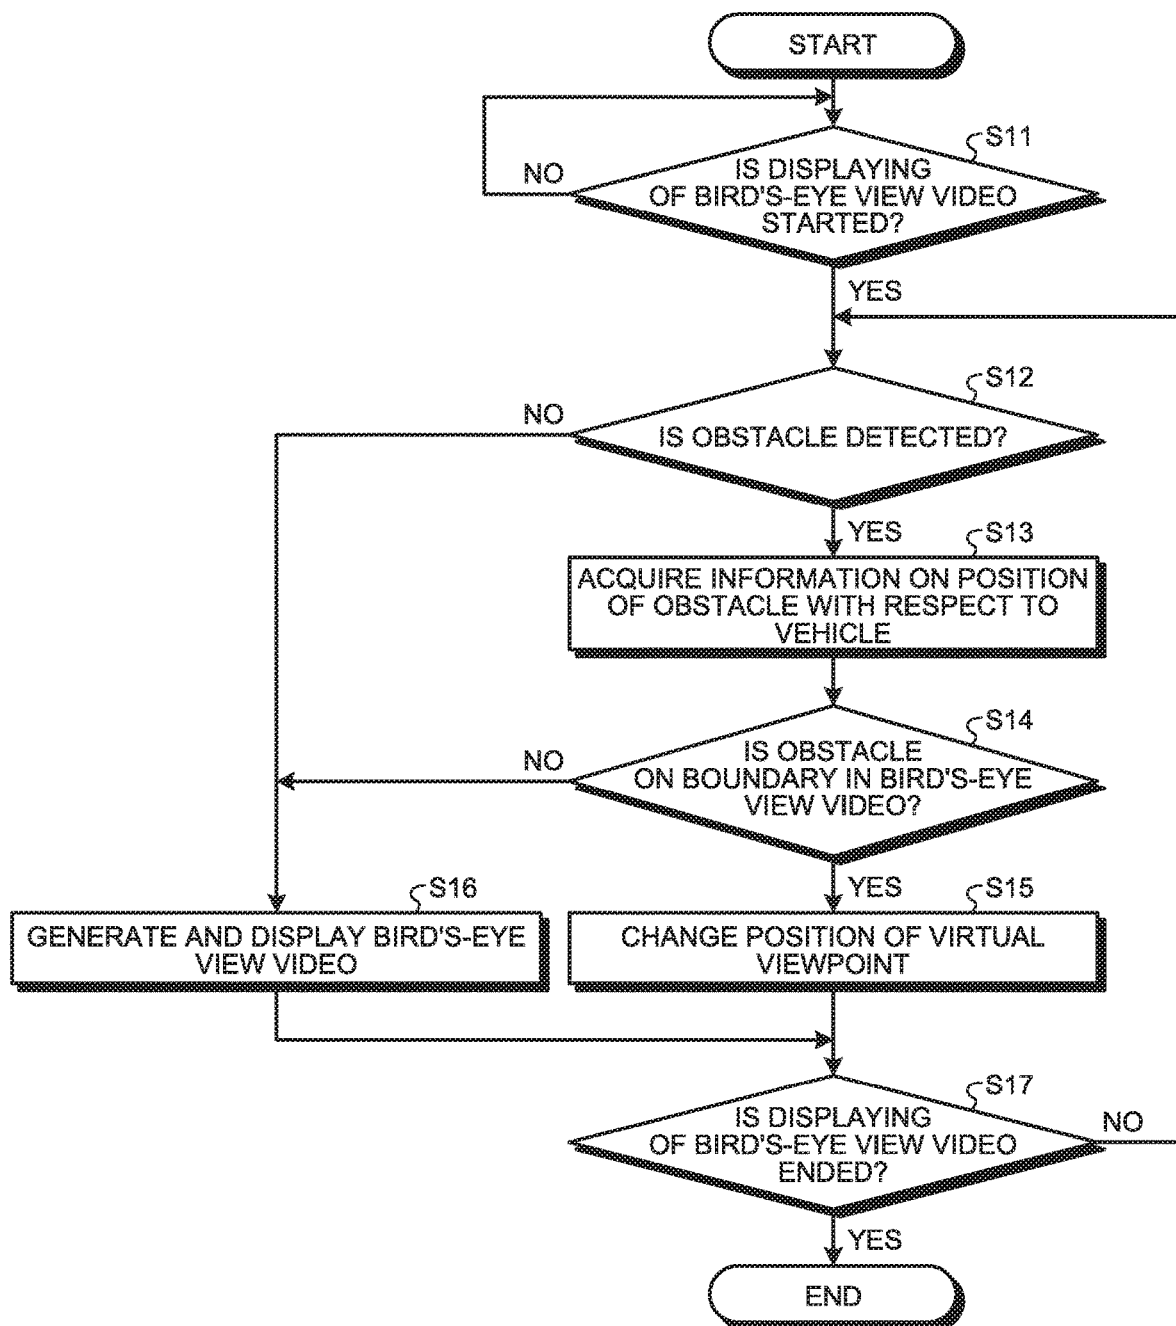 START
S11
IS DISPLAYING
OF BIRD'S-EYE VIEW VIDEO
STARTED?
NO
YES
S12
NO
IS OBSTACLE DETECTED?
YES
S13
ACQUIRE INFORMATION ON POSITION
OF OBSTACLE WITH RESPECT TO
VEHICLE
S14
IS OBSTACLE
ON BOUNDARY IN BIRD'S-EYE
VIEW VIDEO?
NO
YES
S16
GENERATE AND DISPLAY BIRD'S-EYE
VIEW VIDEO
S15
CHANGE POSITION OF VIRTUAL
VIEWPOINT
S17
IS DISPLAYING
OF BIRD'S-EYE VIEW VIDEO
ENDED?
NO
YES
END